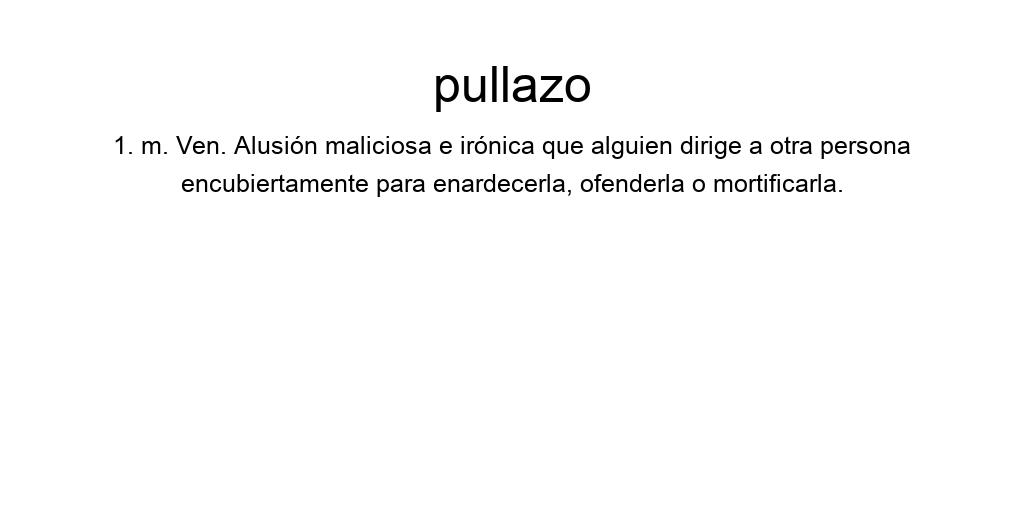 pullazo
1. m. Ven. Alusión maliciosa e irónica que alguien dirige a otra persona
encubiertamente para enardecerla, ofenderla o mortificarla.